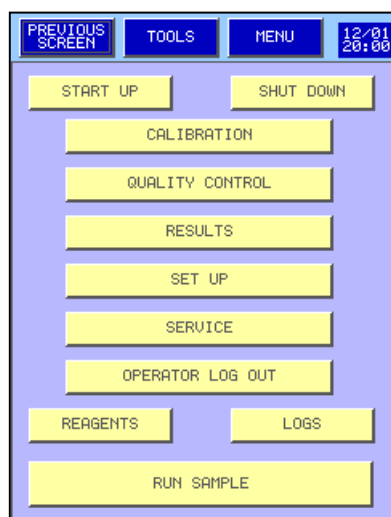 PREVIOUS
SCREEN
TOOLS
MENU
12/01
20:00
START UP
SHUT DOWN
CALIBRATION
QUALITY CONTROL
RESULTS
SET UP
SERVICE
OPERATOR LOG OUT
REAGENTS
LOGS
RUN SAMPLE